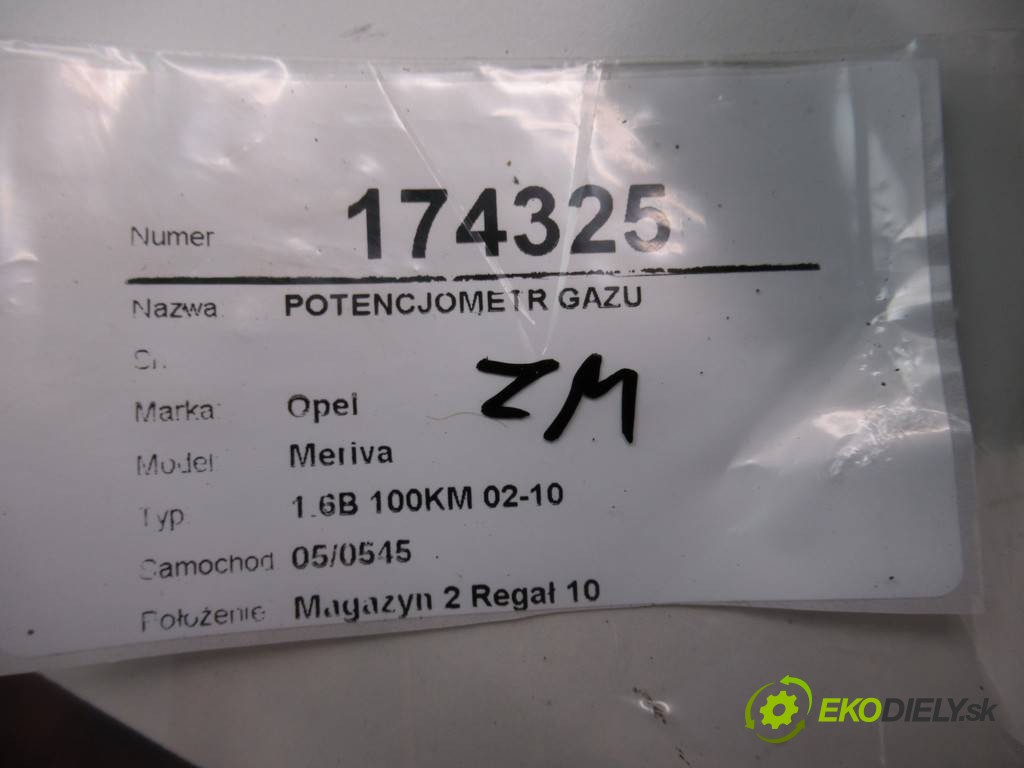 Numer 174325
Nazwa: POTENCJOMETR GAZU
Sn:
ZM
Marka: Opel
Model Meriva
Typ 1.6B 100KM 02-10
Samochod 05/0545
Położenie Magazyn 2 Regał 10
EKODIELY.sk